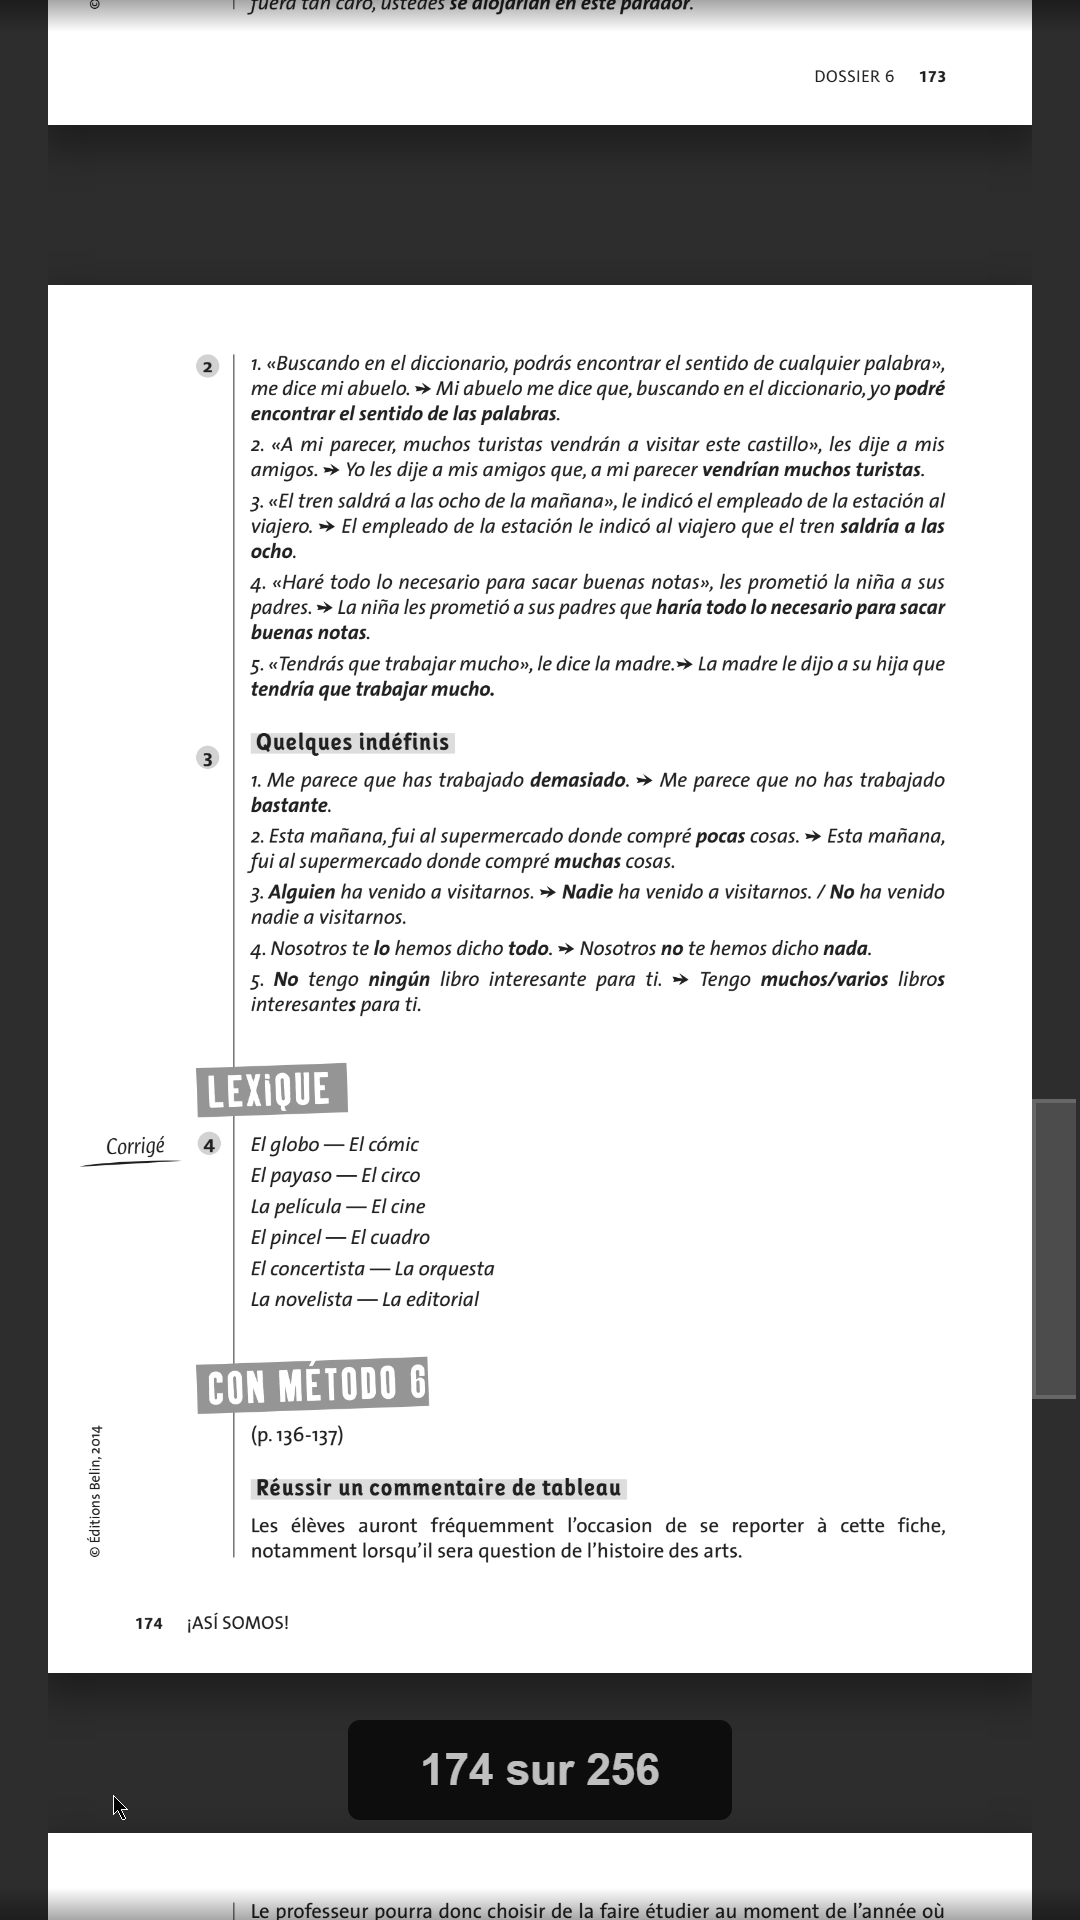 fuera tan caro, ustedes se alojarían en este parador.
DOSSIER 6 173
2
1. «Buscando en el diccionario, podrás encontrar el sentido de cualquier palabra»,
me dice mi abuelo. ➔ Mi abuelo me dice que, buscando en el diccionario, yo podré
encontrar el sentido de las palabras.
2. «A mi parecer, muchos turistas vendrán a visitar este castillo», les dije a mis
amigos. ➔ Yo les dije a mis amigos que, a mi parecer vendrían muchos turistas.
3. «El tren saldrá a las ocho de la mañana», le indicó el empleado de la estación al
viajero. ➔ El empleado de la estación le indicó al viajero que el tren saldría a las
ocho.
4. «Haré todo lo necesario para sacar buenas notas», les prometió la niña a sus
padres. ➔ La niña les prometió a sus padres que haría todo lo necesario para sacar
buenas notas.
5. «Tendrás que trabajar mucho», le dice la madre.➔ La madre le dijo a su hija que
tendría que trabajar mucho.
Quelques indéfinis
3
1. Me parece que has trabajado demasiado. ➔ Me parece que no has trabajado
bastante.
2. Esta mañana, fui al supermercado donde compré pocas cosas. ➔ Esta mañana,
fui al supermercado donde compré muchas cosas.
3. Alguien ha venido a visitarnos. ➔ Nadie ha venido a visitarnos. / No ha venido
nadie a visitarnos.
4. Nosotros te lo hemos dicho todo. ➔ Nosotros no te hemos dicho nada.
5. No tengo ningún libro interesante para ti. ➔ Tengo muchos/varios libros
interesantes para ti.
LEXiQUE
Corrigé 4 El globo — El cómic
El payaso — El circo
La película — El cine
El pincel — El cuadro
El concertista — La orquesta
La novelista — La editorial
CON MÉTODO 6
(p. 136-137)
Réussir un commentaire de tableau
Les élèves auront fréquemment l'occasion de se reporter à cette fiche,
notamment lorsqu'il sera question de l'histoire des arts.
© Éditions Belin, 2014
174 ¡ASÍ SOMOS!
174 sur 256
Le professeur pourra donc choisir de la faire étudier au moment de l'année où